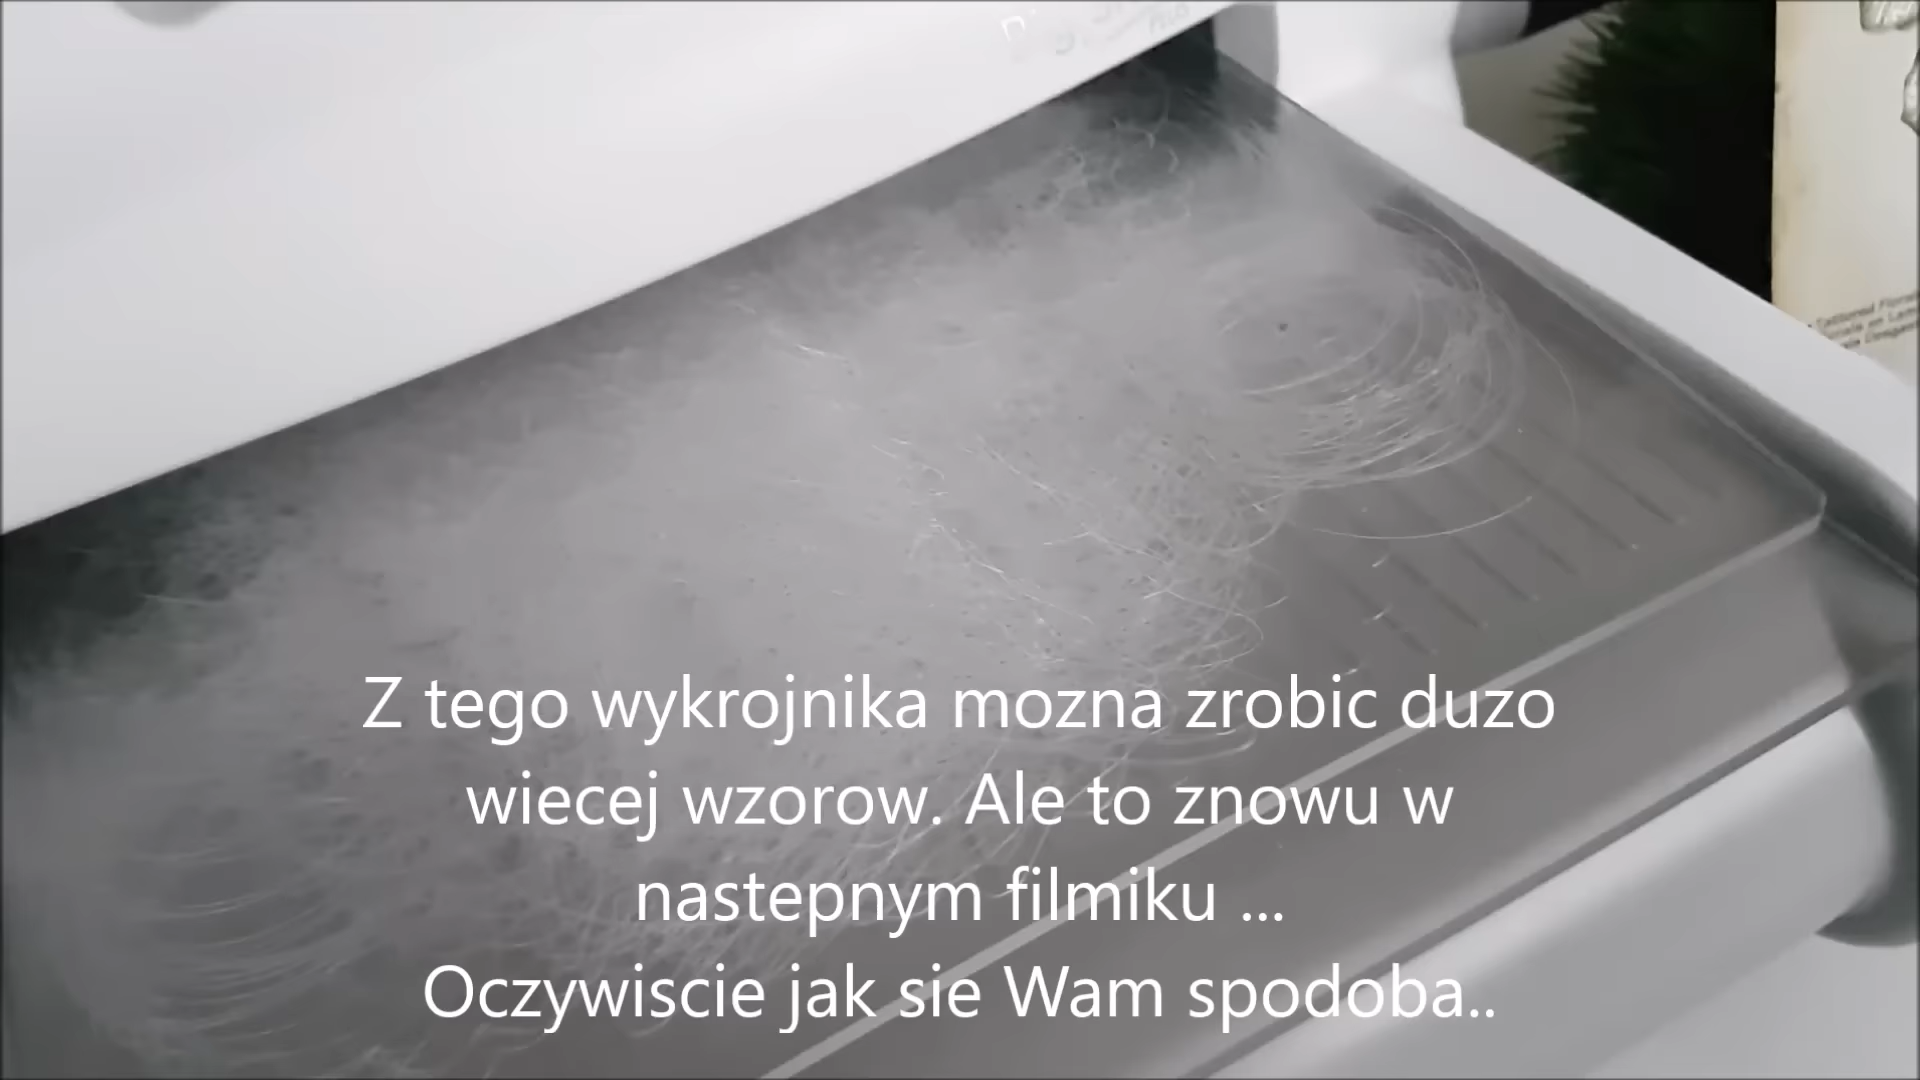 Z tego wykrojnika mozna zrobic duzo
wiecej wzorow. Ale to znowu w
nastepnym filmiku ...
Oczywiscie jak sie Wam spodoba..